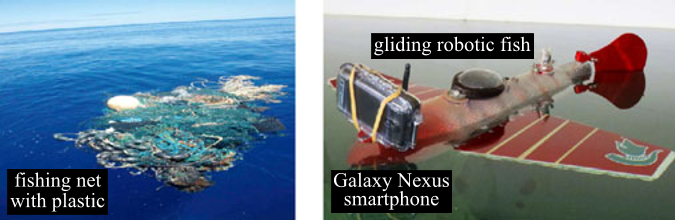 fishing net
with plastic
gliding robotic fish
Galaxy Nexus
smartphone